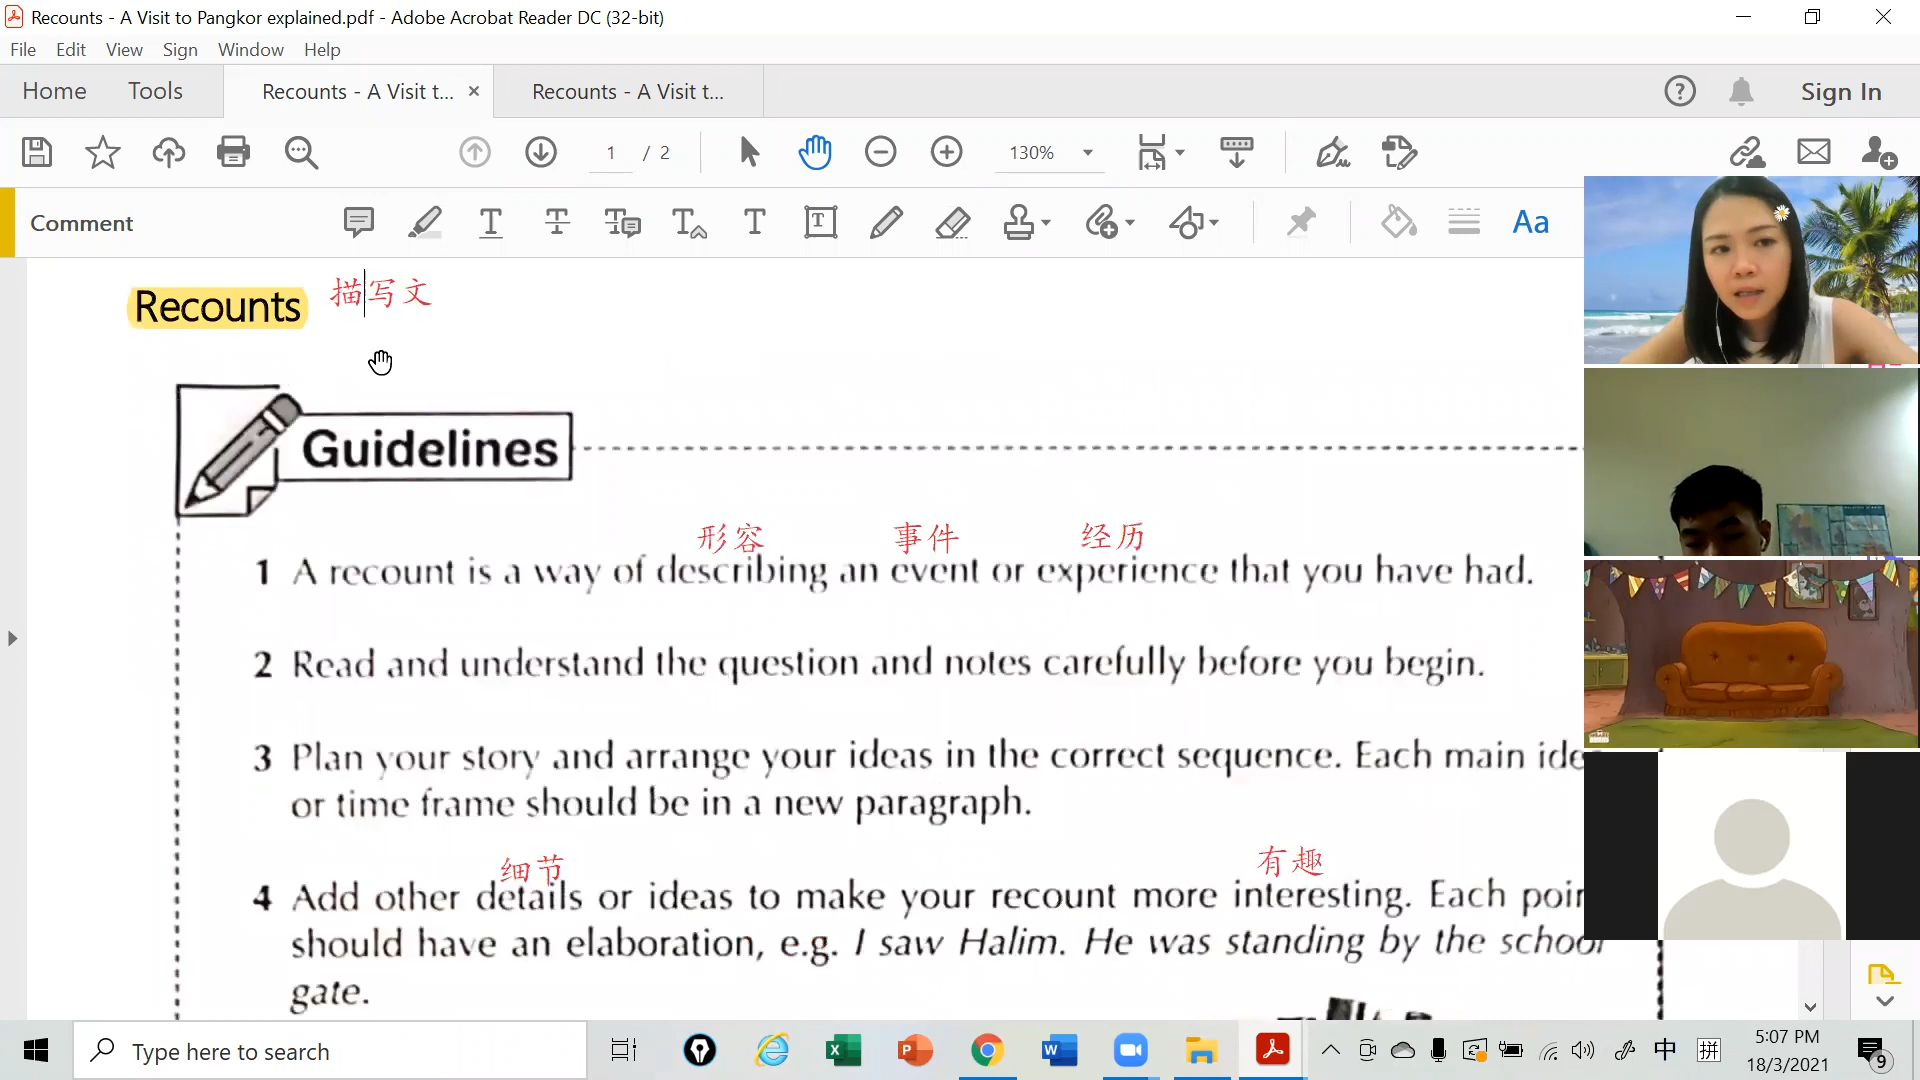 Recounts - A Visit to Pangkor explained.pdf - Adobe Acrobat Reader DC (32-bit)
File Edit View Sign Window Help
Home Tools Recounts - A Visit t... × Recounts - A Visit t... Sign In
1 / 2 130%
Comment Aa
Recounts 描写文
Guidelines
形容 事件 经历
1 A recount is a way of describing an event or experience that you have had.
2 Read and understand the question and notes carefully before you begin.
3 Plan your story and arrange your ideas in the correct sequence. Each main ide
or time frame should be in a new paragraph.
细节 有趣
4 Add other details or ideas to make your recount more interesting. Each poin
should have an elaboration, e.g. I saw Halim. He was standing by the school
gate.
Type here to search
中 拼 5:07 PM
18/3/2021
9